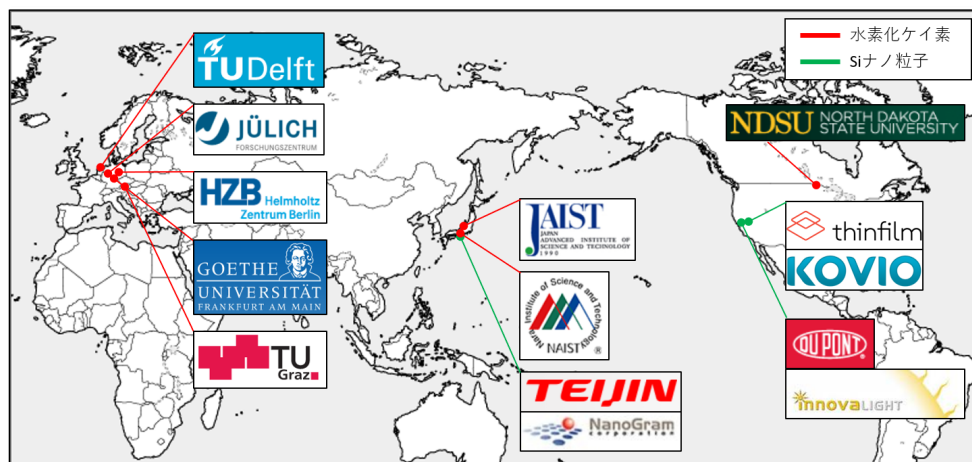 水素化ケイ素
Siナノ粒子
TUDelft
JÜLICH
FORSCHUNGSZENTRUM
HZB Helmholtz
Zentrum Berlin
GOETHE
UNIVERSITÄT
FRANKFURT AM MAIN
TU
Graz
JAIST
JAPAN
ADVANCED INSTITUTE OF
SCIENCE AND TECHNOLOGY
1990
Nara Institute of Science and Technology
NAIST®
TEIJIN
NanoGram
corporation
NDSU NORTH DAKOTA
STATE UNIVERSITY
thinfilm
KOVIO
DU PONT®
innovaLIGHT